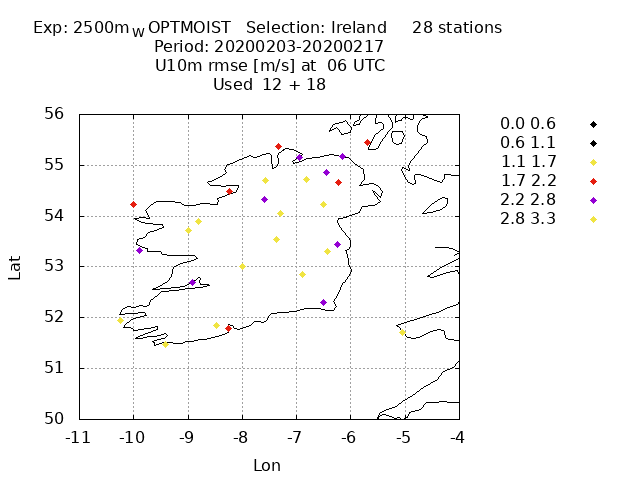 Exp: 2500m_W OPTMOIST Selection: Ireland 28 stations
Period: 20200203-20200217
U10m rmse [m/s] at 06 UTC
Used 12 + 18
0.0 0.6
0.6 1.1
1.1 1.7
1.7 2.2
2.2 2.8
2.8 3.3
56
55
54
53
52
51
50
Lat
-11 -10 -9 -8 -7 -6 -5 -4
Lon